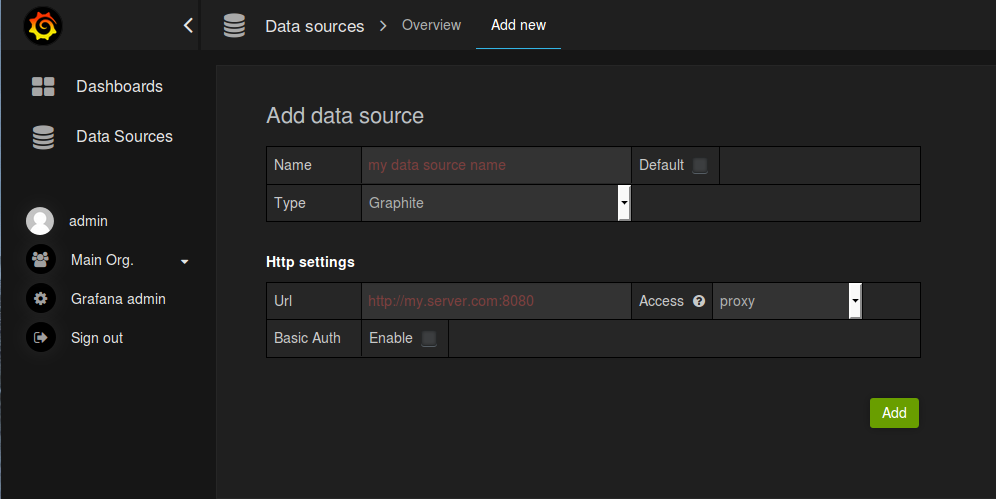 Data sources > Overview Add new
Dashboards
Data Sources
admin
Main Org.
Grafana admin
Sign out
Add data source
Name my data source name Default
Type Graphite
Http settings
Url http://my.server.com:8080 Access ? proxy
Basic Auth Enable
Add